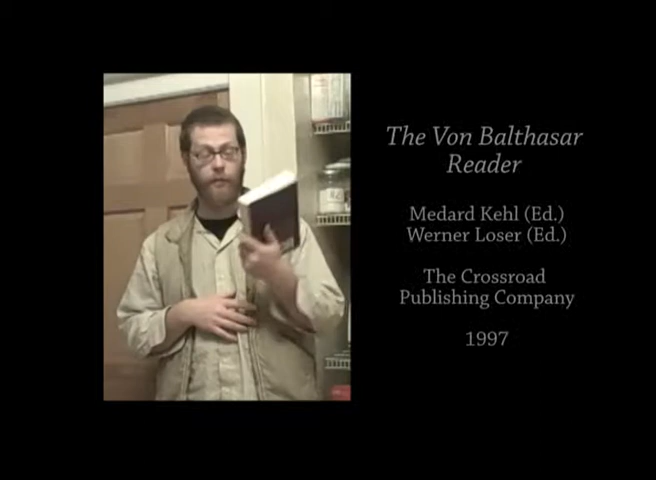 The Von Balthasar
Reader
Medard Kehl (Ed.)
Werner Loser (Ed.)
The Crossroad
Publishing Company
1997